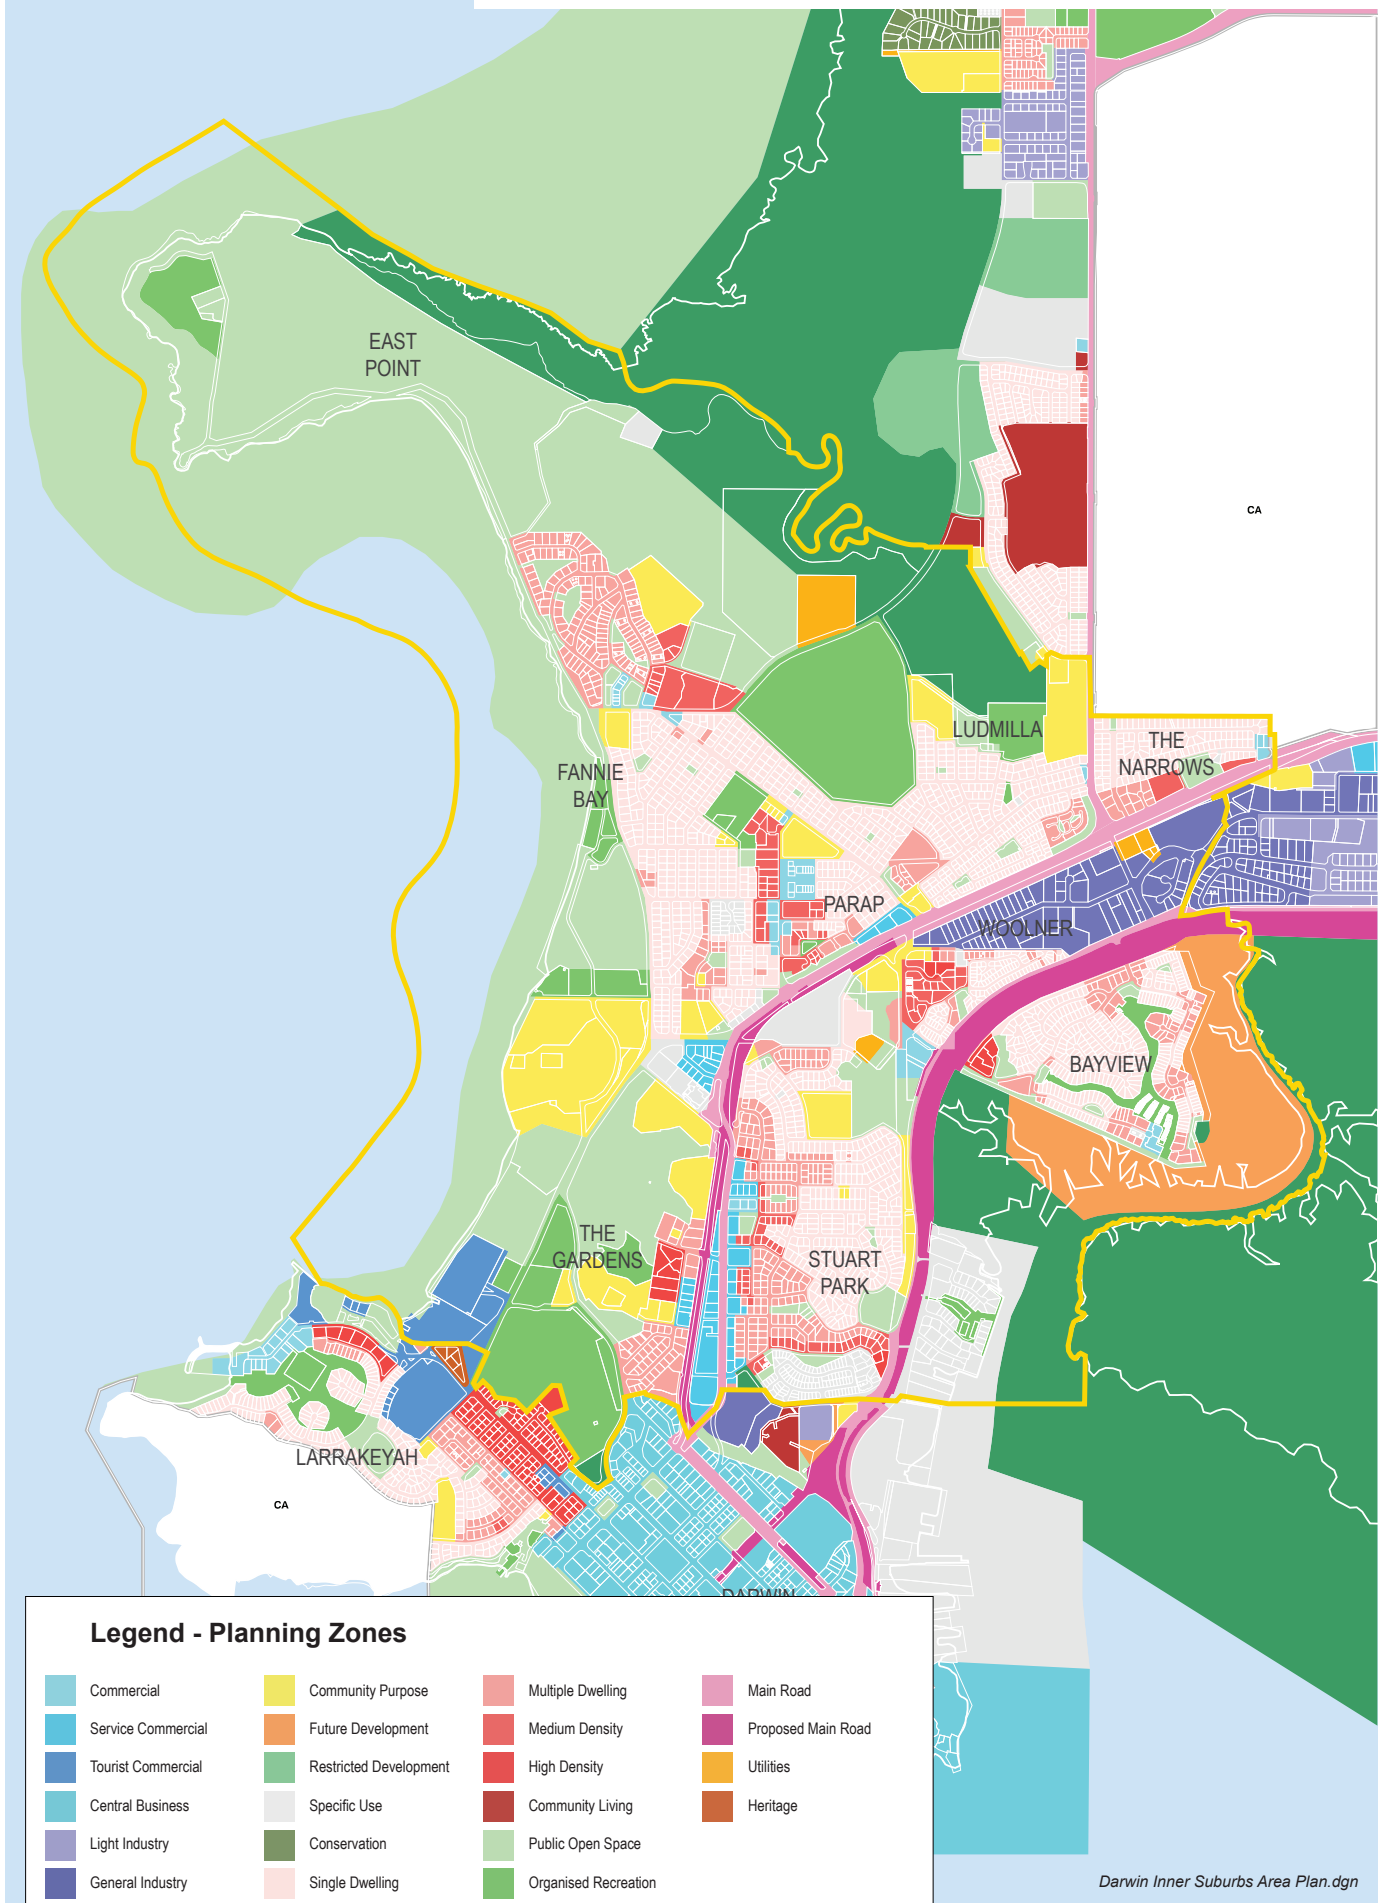 EAST
POINT
CA
LUDMILLA
THE
NARROWS
FANNIE
BAY
PARAP
WOOLNER
BAYVIEW
THE
GARDENS
STUART
PARK
LARRAKEYAH
CA
DARWIN
Legend - Planning Zones
Commercial
Service Commercial
Tourist Commercial
Central Business
Light Industry
General Industry
Community Purpose
Future Development
Restricted Development
Specific Use
Conservation
Single Dwelling
Multiple Dwelling
Medium Density
High Density
Community Living
Public Open Space
Organised Recreation
Main Road
Proposed Main Road
Utilities
Heritage
Darwin Inner Suburbs Area Plan.dgn